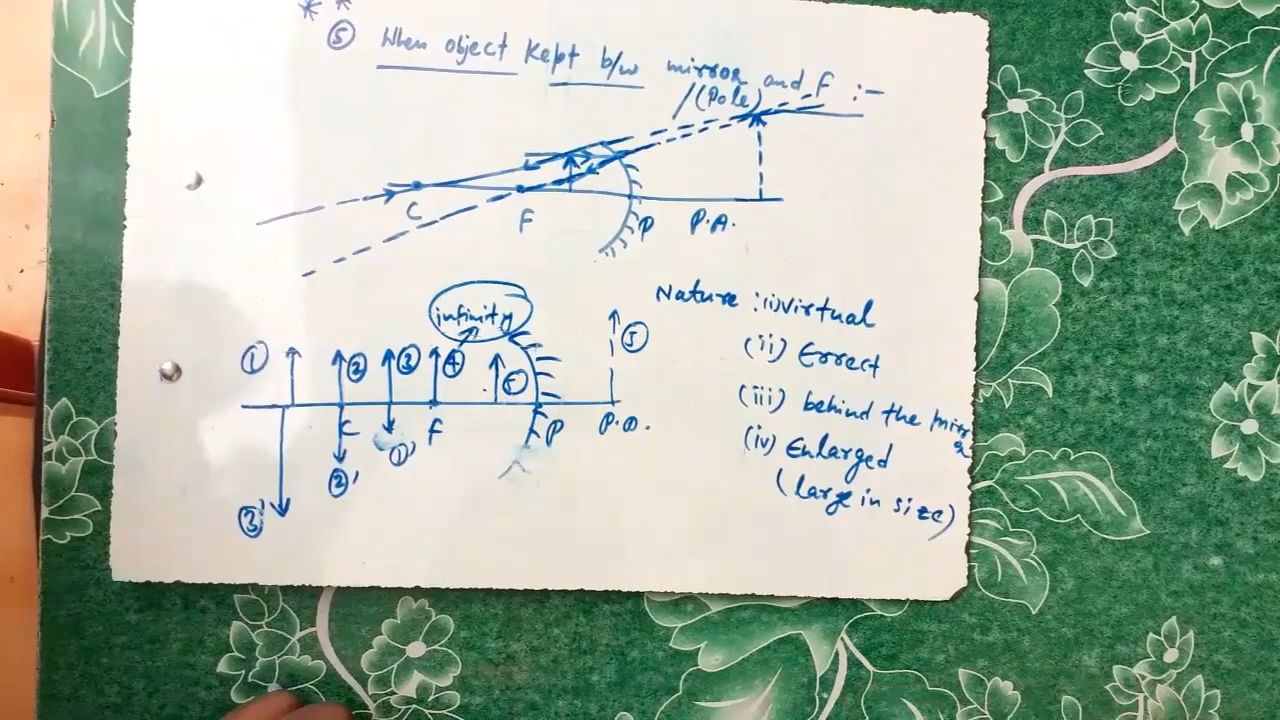 * *
⑤ When object Kept b/w mirror and F :-
/(Pole)
C
F
P
P.A.
infinity
① ② ③ ④ 5 ⑤
C
F
P
P.A.
①'
②'
③'
Nature : (i) Virtual
(ii) Errect
(iii) behind the mirror
(iv) Enlarged
(large in size)